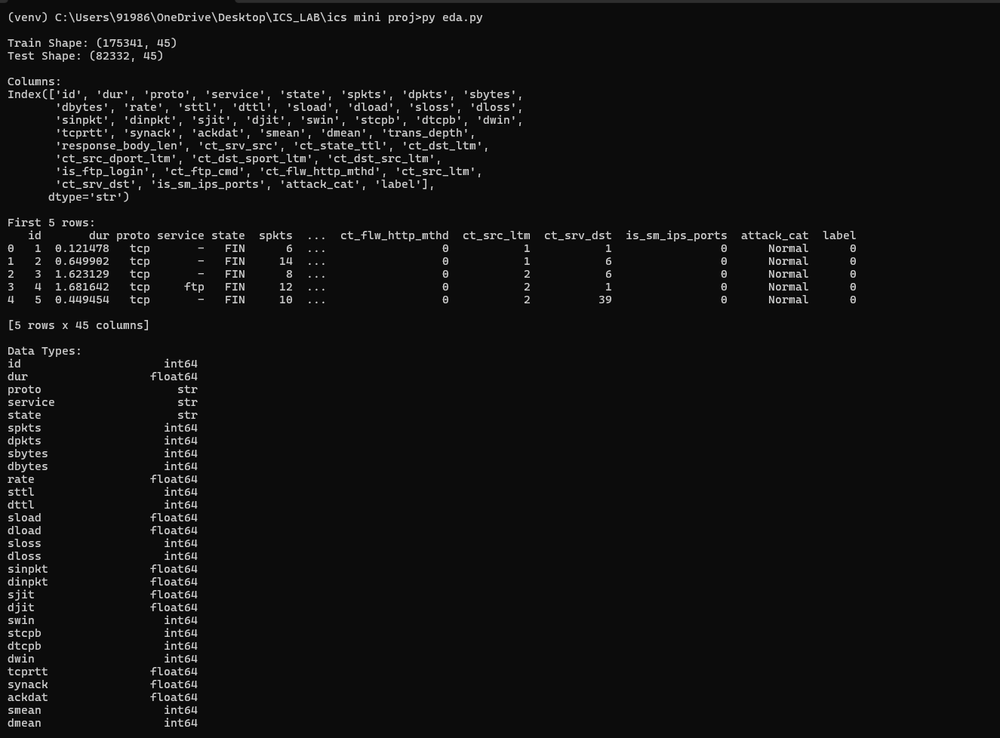 (venv) C:\Users\91986\OneDrive\Desktop\ICS_LAB\ics mini proj>py eda.py
Train Shape: (175341, 45)
Test Shape: (82332, 45)
Columns:
Index(['id', 'dur', 'proto', 'service', 'state', 'spkts', 'dpkts', 'sbytes',
       'dbytes', 'rate', 'sttl', 'dttl', 'sload', 'dload', 'sloss', 'dloss',
       'sinpkt', 'dinpkt', 'sjit', 'djit', 'swin', 'stcpb', 'dtcpb', 'dwin',
       'tcprtt', 'synack', 'ackdat', 'smean', 'dmean', 'trans_depth',
       'response_body_len', 'ct_srv_src', 'ct_state_ttl', 'ct_dst_ltm',
       'ct_src_dport_ltm', 'ct_dst_sport_ltm', 'ct_dst_src_ltm',
       'is_ftp_login', 'ct_ftp_cmd', 'ct_flw_http_mthd', 'ct_src_ltm',
       'ct_srv_dst', 'is_sm_ips_ports', 'attack_cat', 'label'],
      dtype='str')
First 5 rows:
   id       dur proto service state  spkts  ...  ct_flw_http_mthd  ct_src_ltm  ct_srv_dst  is_sm_ips_ports  attack_cat  label
0   1  0.121478   tcp       -   FIN      6  ...                 0           1           1                0      Normal      0
1   2  0.649902   tcp       -   FIN     14  ...                 0           1           6                0      Normal      0
2   3  1.623129   tcp       -   FIN      8  ...                 0           2           6                0      Normal      0
3   4  1.681642   tcp     ftp   FIN     12  ...                 0           2           1                0      Normal      0
4   5  0.449454   tcp       -   FIN     10  ...                 0           2          39                0      Normal      0
[5 rows x 45 columns]
Data Types:
id                     int64
dur                  float64
proto                    str
service                  str
state                    str
spkts                  int64
dpkts                  int64
sbytes                 int64
dbytes                 int64
rate                 float64
sttl                   int64
dttl                   int64
sload                float64
dload                float64
sloss                  int64
dloss                  int64
sinpkt               float64
dinpkt               float64
sjit                 float64
djit                 float64
swin                   int64
stcpb                  int64
dtcpb                  int64
dwin                   int64
tcprtt               float64
synack               float64
ackdat               float64
smean                  int64
dmean                  int64